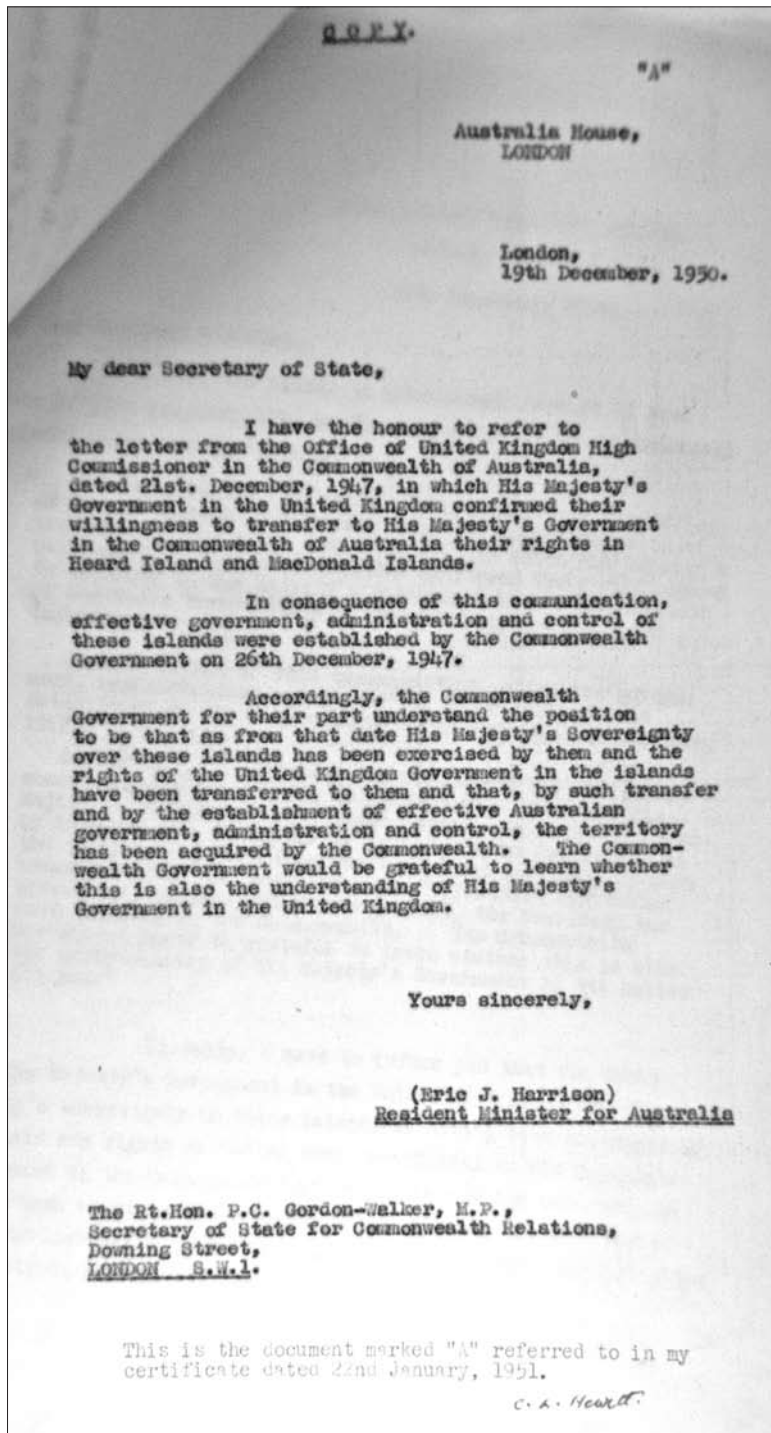 COPY.
"A"
Australia House,
LONDON
London,
19th December, 1950.
My dear Secretary of State,
I have the honour to refer to
the letter from the Office of United Kingdom High
Commissioner in the Commonwealth of Australia,
dated 21st. December, 1947, in which His Majesty's
Government in the United Kingdom confirmed their
willingness to transfer to His Majesty's Government
in the Commonwealth of Australia their rights in
Heard Island and MacDonald Islands.
In consequence of this communication,
effective government, administration and control of
these islands were established by the Commonwealth
Government on 26th December, 1947.
Accordingly, the Commonwealth
Government for their part understand the position
to be that as from that date His Majesty's Sovereignty
over these islands has been exercised by them and the
rights of the United Kingdom Government in the islands
have been transferred to them and that, by such transfer
and by the establishment of effective Australian
government, administration and control, the territory
has been acquired by the Commonwealth. The Common-
wealth Government would be grateful to learn whether
this is also the understanding of His Majesty's
Government in the United Kingdom.
Yours sincerely,
(Eric J. Harrison)
Resident Minister for Australia
The Rt.Hon. P.C. Gordon-Walker, M.P.,
Secretary of State for Commonwealth Relations,
Downing Street,
LONDON S.W.1.
This is the document marked "A" referred to in my
certificate dated 22nd January, 1951.
C. L. Hewitt.